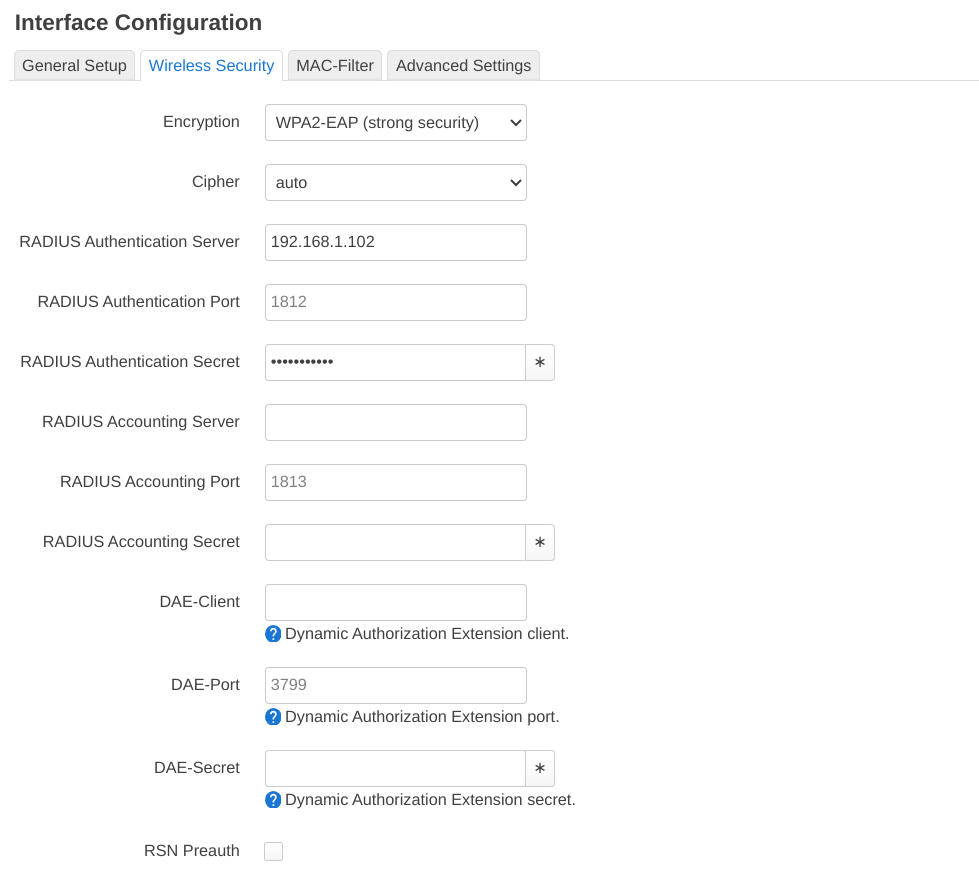 Interface Configuration
General Setup Wireless Security MAC-Filter Advanced Settings
Encryption WPA2-EAP (strong security)
Cipher auto
RADIUS Authentication Server 192.168.1.102
RADIUS Authentication Port 1812
RADIUS Authentication Secret ••••••••••• *
RADIUS Accounting Server
RADIUS Accounting Port 1813
RADIUS Accounting Secret *
DAE-Client
? Dynamic Authorization Extension client.
DAE-Port 3799
? Dynamic Authorization Extension port.
DAE-Secret *
? Dynamic Authorization Extension secret.
RSN Preauth